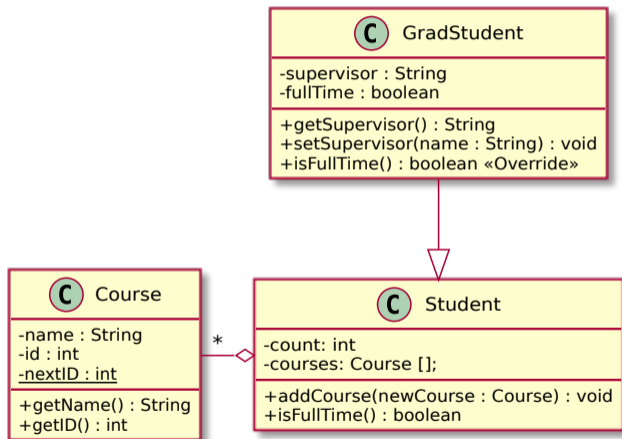 C GradStudent
-supervisor : String
-fullTime : boolean
+getSupervisor() : String
+setSupervisor(name : String) : void
+isFullTime() : boolean «Override»
C Course
-name : String
-id : int
-nextID : int
+getName() : String
+getID() : int
*
C Student
-count: int
-courses: Course [];
+addCourse(newCourse : Course) : void
+isFullTime() : boolean